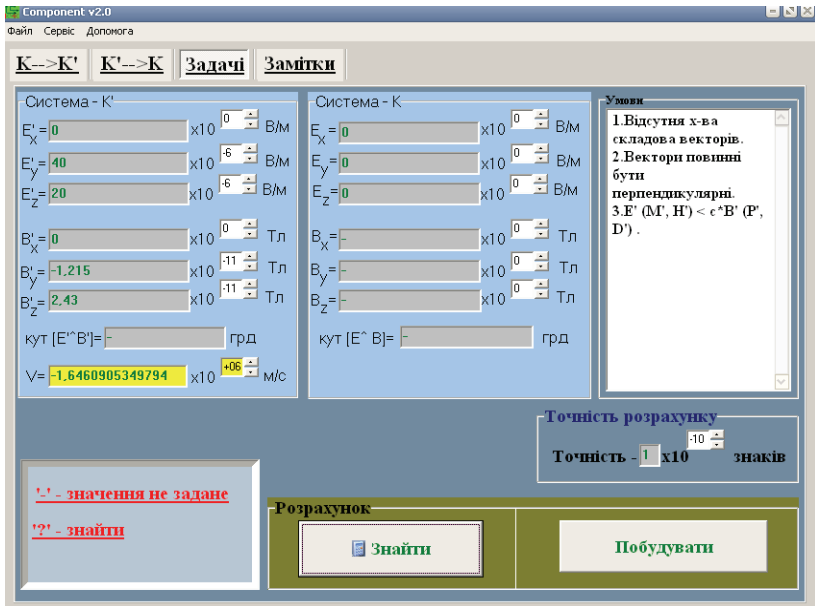 Component v2.0
Файл Сервіс Допомога
K-->K' K'-->K Задачі Замітки
Система - K'
E'x= 0 x10 0 В/м
E'y= 40 x10 -6 В/м
E'z= 20 x10 -6 В/м
B'x= 0 x10 0 Тл
B'y= -1,215 x10 -11 Тл
B'z= 2,43 x10 -11 Тл
кут [E'^B']= - грд
V= -1,6460905349794 x10 +06 м/с
Система - K
Ex= 0 x10 0 В/м
Ey= 0 x10 0 В/м
Ez= 0 x10 0 В/м
Bx= - x10 0 Тл
By= - x10 0 Тл
Bz= - x10 0 Тл
кут [E^ B]= - грд
Умови
1.Відсутня x-ва
складова векторів.
2.Вектори повинні
бути
перпендикулярні.
3.E' (M', H') < c*B' (P',
D') .
Точність розрахунку
Точність - 1 x10 -10 знаків
'-' - значення не задане
'?' - знайти
Розрахунок
Знайти
Побудувати